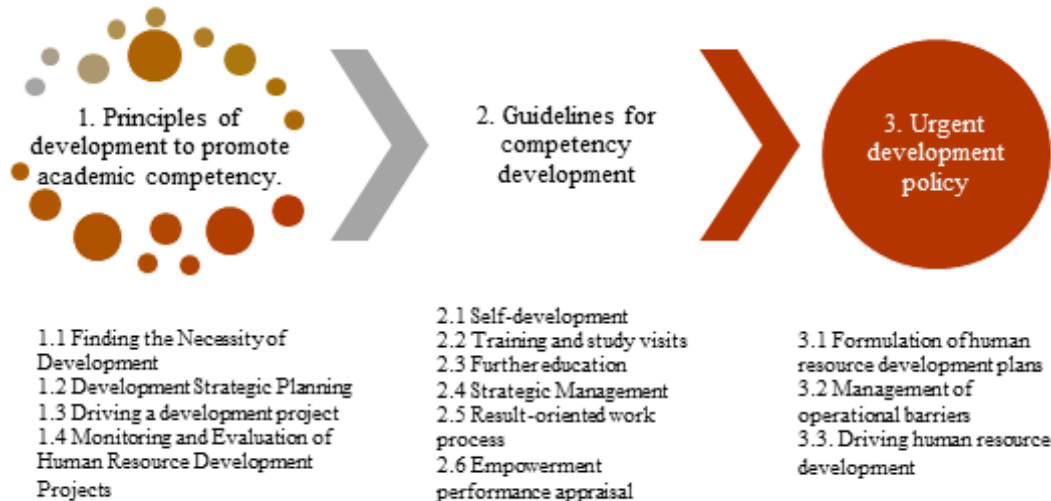 1. Principles of
development to promote
academic competency.
2. Guidelines for
competency
development
3. Urgent
development
policy
1.1 Finding the Necessity of
Development
1.2 Development Strategic Planning
1.3 Driving a development project
1.4 Monitoring and Evaluation of
Human Resource Development
Projects
2.1 Self-development
2.2 Training and study visits
2.3 Further education
2.4 Strategic Management
2.5 Result-oriented work
process
2.6 Empowerment
performance appraisal
3.1 Formulation of human
resource development plans
3.2 Management of
operational barriers
3.3. Driving human resource
development